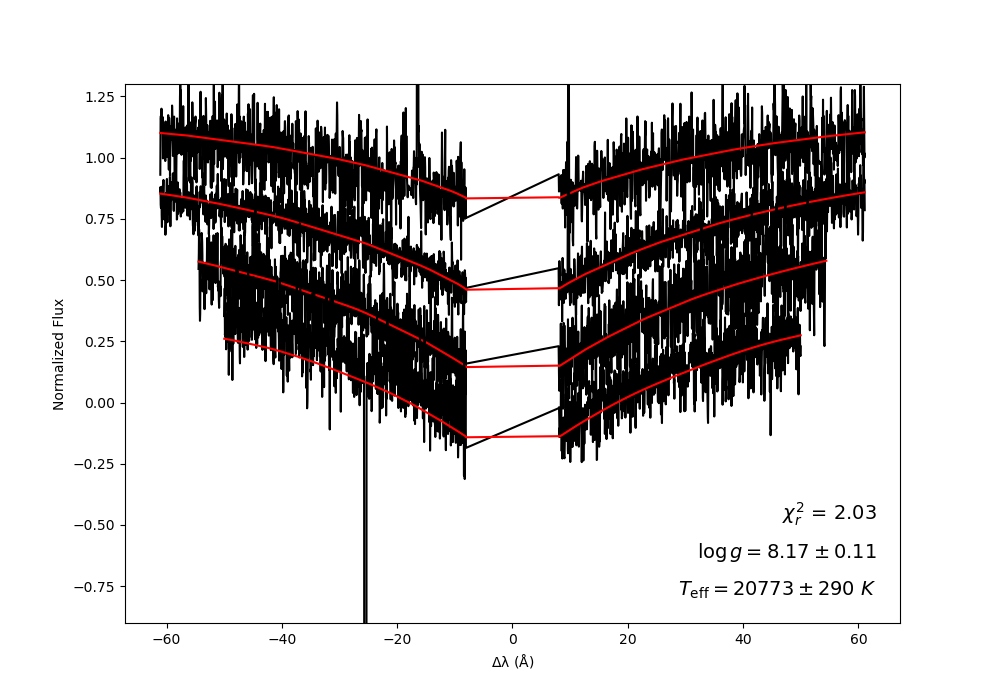 1.25
1.00
0.75
0.50
0.25
0.00
−0.25
−0.50
−0.75
Normalized Flux
−60 −40 −20 0 20 40 60
Δλ (Å)
χ²ᵣ = 2.03
log g = 8.17 ± 0.11
T_eff = 20773 ± 290 K